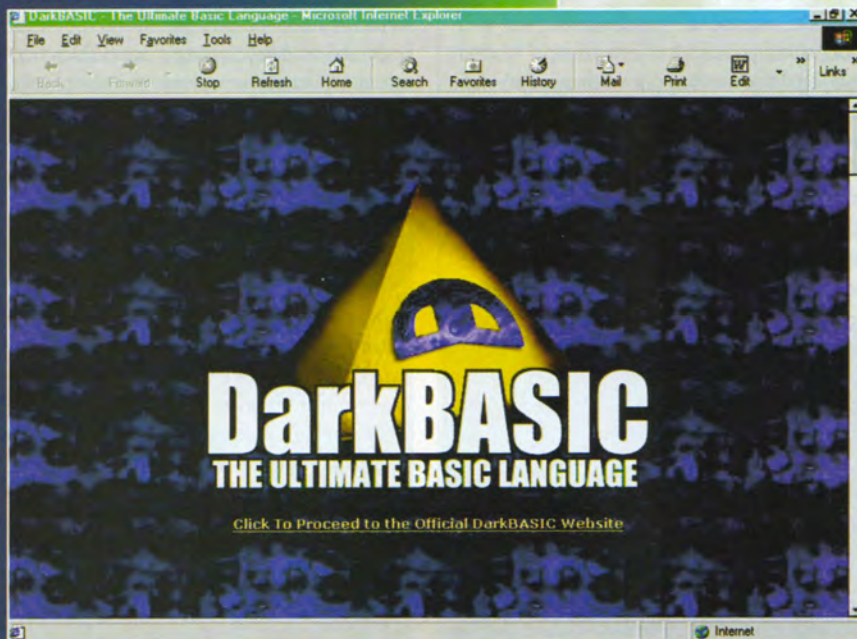 DarkBASIC - The Ultimate Basic Language - Microsoft Internet Explorer
File Edit View Favorites Tools Help
Back Forward Stop Refresh Home Search Favorites History Mail Print Edit » Links »
DarkBASIC
THE ULTIMATE BASIC LANGUAGE
Click To Proceed to the Official DarkBASIC Website
Internet